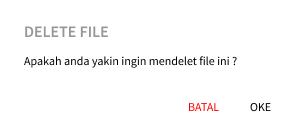 DELETE FILE
Apakah anda yakin ingin mendelet file ini ?
BATAL OKE